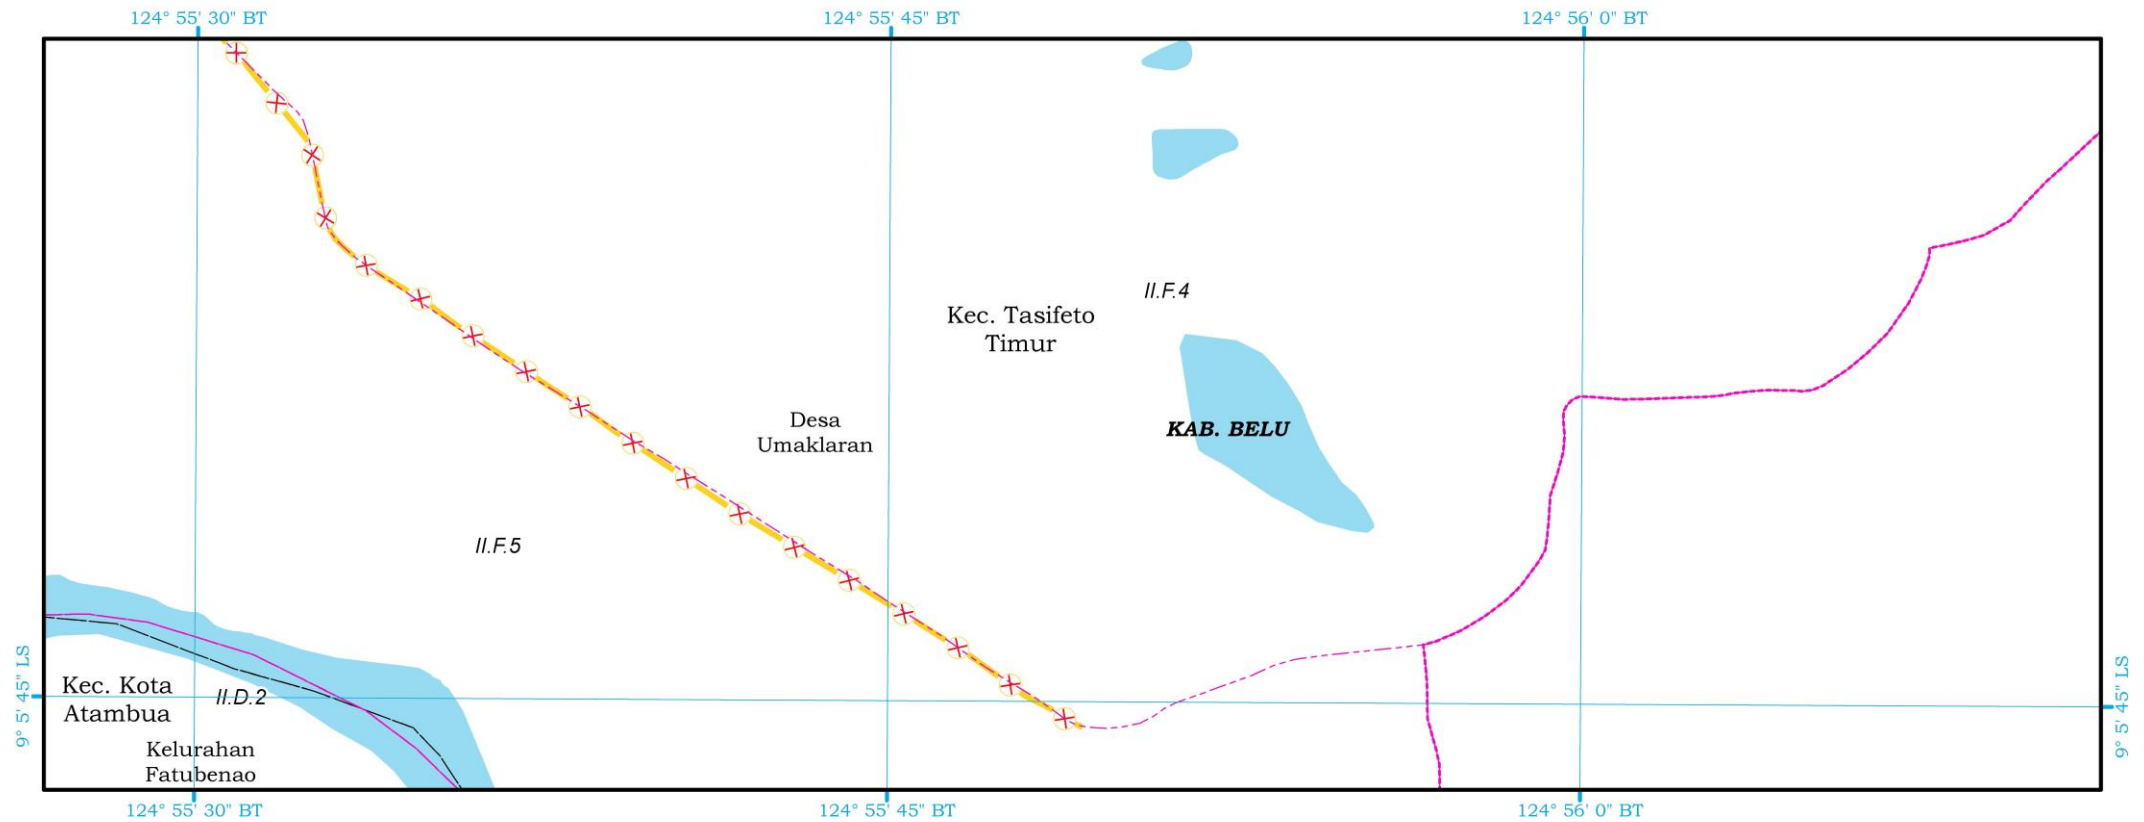 124° 55' 30" BT
124° 55' 45" BT
124° 56' 0" BT
II.F.4
Kec. Tasifeto
Timur
Desa
Umaklaran
KAB. BELU
II.F.5
9° 5' 45" LS
9° 5' 45" LS
Kec. Kota
Atambua
II.D.2
Kelurahan
Fatubenao
124° 55' 30" BT
124° 55' 45" BT
124° 56' 0" BT